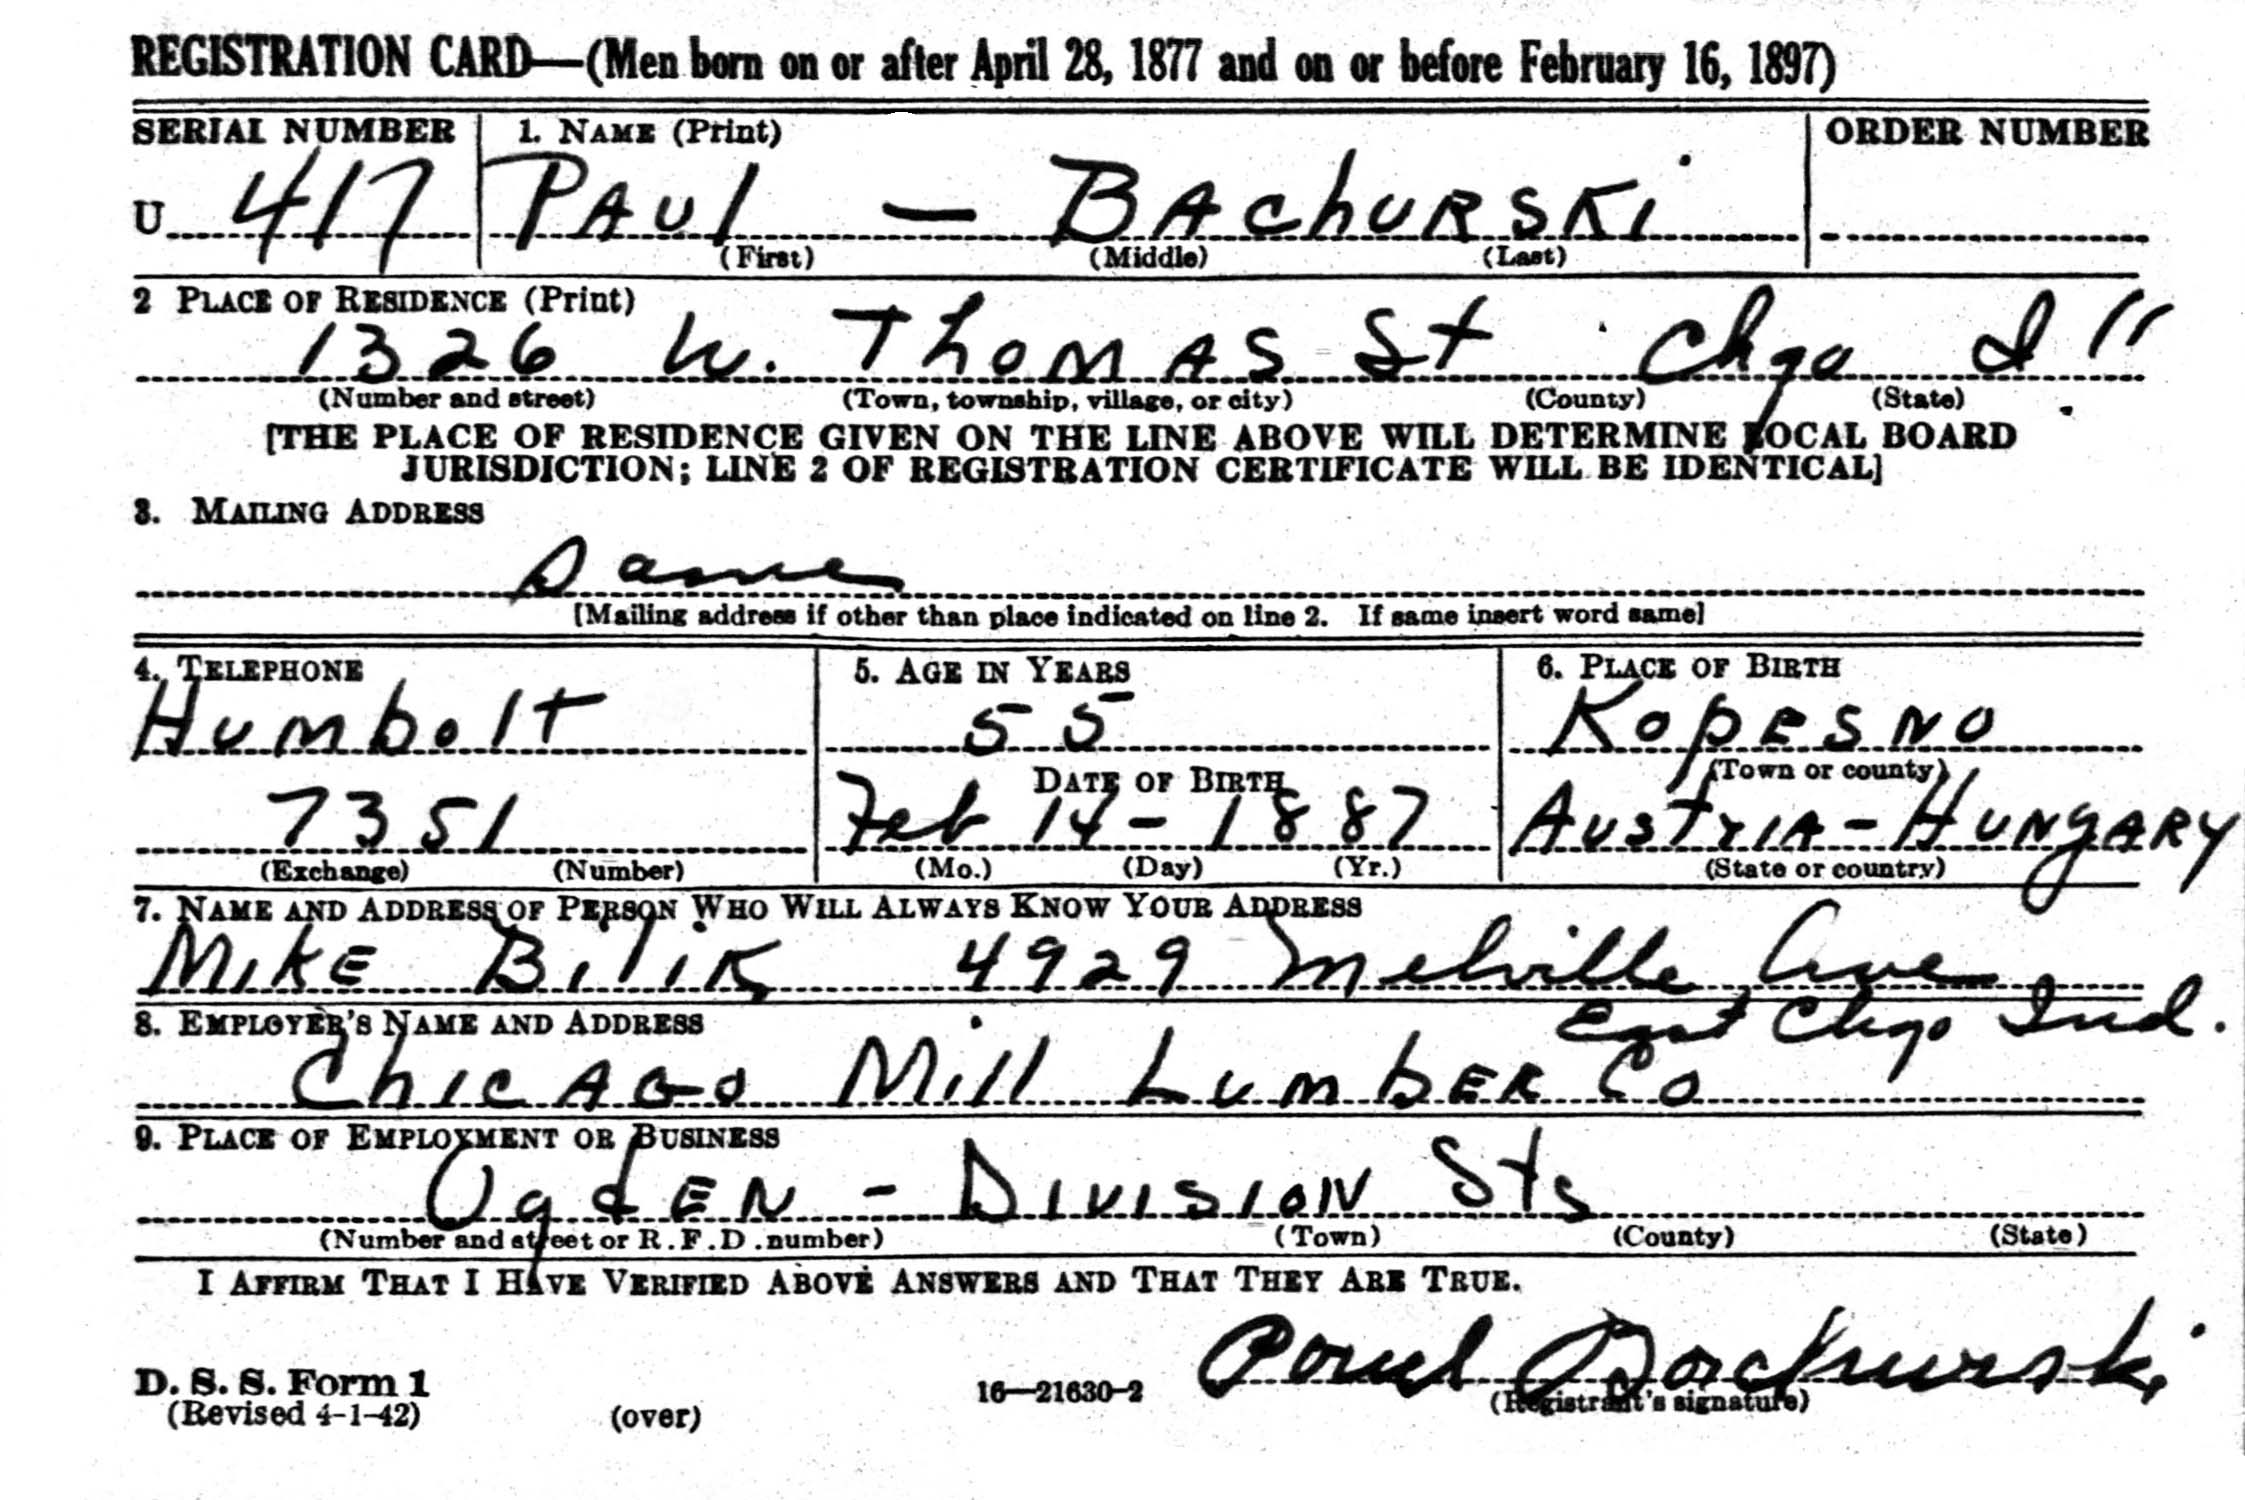 REGISTRATION CARD—(Men born on or after April 28, 1877 and on or before February 16, 1897)
SERIAL NUMBER 1. NAME (Print) ORDER NUMBER
U 417 PAUL — BACHURSKI
(First) (Middle) (Last)
2 PLACE OF RESIDENCE (Print)
1326 W. THOMAS St Chgo Ill
(Number and street) (Town, township, village, or city) (County) (State)
[THE PLACE OF RESIDENCE GIVEN ON THE LINE ABOVE WILL DETERMINE LOCAL BOARD
JURISDICTION; LINE 2 OF REGISTRATION CERTIFICATE WILL BE IDENTICAL]
3. MAILING ADDRESS
Same
[Mailing address if other than place indicated on line 2. If same insert word same]
4. TELEPHONE 5. AGE IN YEARS 6. PLACE OF BIRTH
Humbolt 55 KOPESNO
DATE OF BIRTH (Town or county)
7351 Feb 14-1887 AUSTRIA-HUNGARY
(Exchange) (Number) (Mo.) (Day) (Yr.) (State or country)
7. NAME AND ADDRESS OF PERSON WHO WILL ALWAYS KNOW YOUR ADDRESS
MIKE BILIK 4929 Melville Ave
East Chgo Ind.
8. EMPLOYER'S NAME AND ADDRESS
CHICAGO Mill LUMBER Co
9. PLACE OF EMPLOYMENT OR BUSINESS
OgdEN - DIVISION Sts
(Number and street or R.F.D. number) (Town) (County) (State)
I AFFIRM THAT I HAVE VERIFIED ABOVE ANSWERS AND THAT THEY ARE TRUE.
Paul Bachurski
D. S. S. Form 1 16—21630-2 (Registrant's signature)
(Revised 4-1-42) (over)